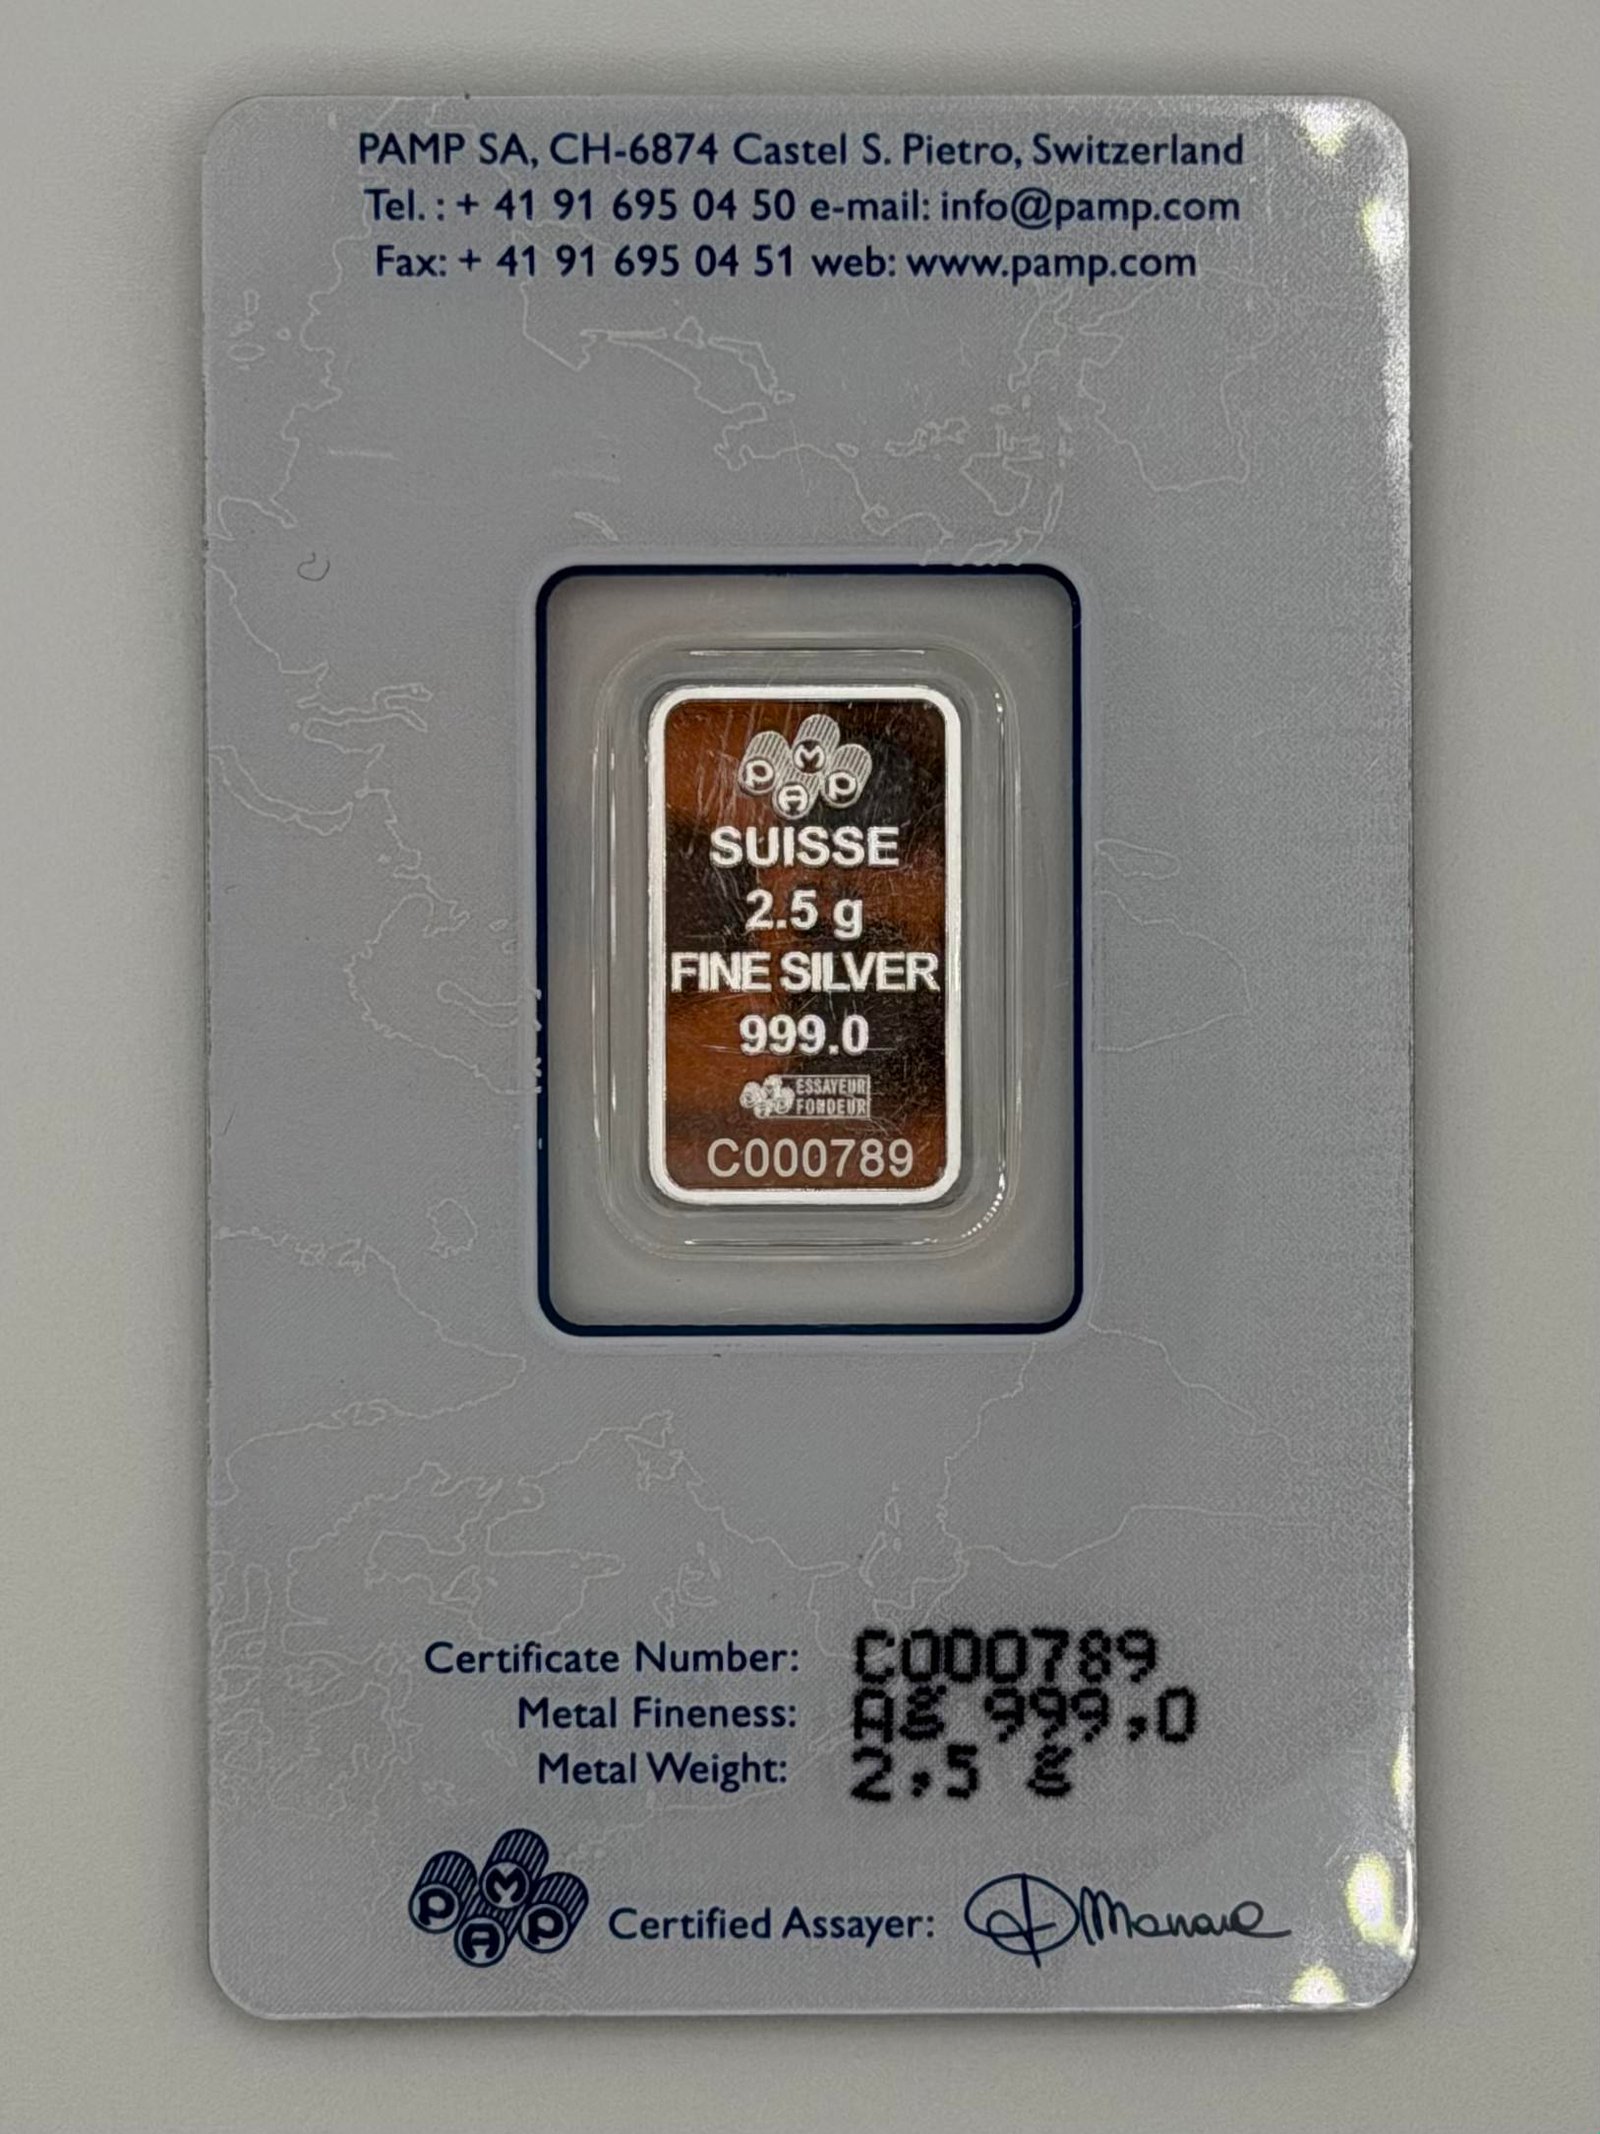 PAMP SA, CH-6874 Castel S. Pietro, Switzerland
Tel. : + 41 91 695 04 50 e-mail: info@pamp.com
Fax: + 41 91 695 04 51 web: www.pamp.com
PAMP
SUISSE
2.5 g
FINE SILVER
999.0
PAMP ESSAYEUR
FONDEUR
C000789
Certificate Number: C000789
Metal Fineness: Ag 999,0
Metal Weight: 2,5 g
PAMP Certified Assayer: